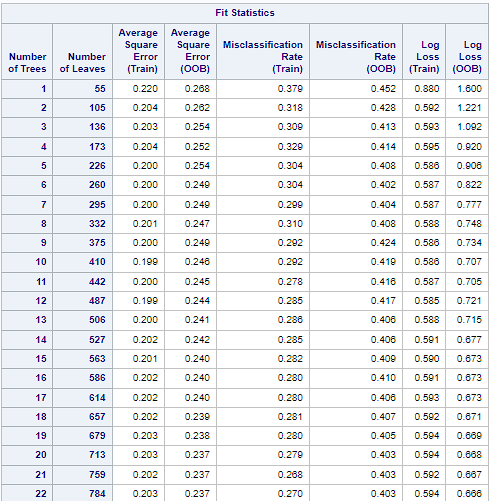 Fit Statistics
Number of Trees Number of Leaves Average Square Error (Train) Average Square Error (OOB) Misclassification Rate (Train) Misclassification Rate (OOB) Log Loss (Train) Log Loss (OOB)
1 55 0.220 0.268 0.379 0.452 0.880 1.600
2 105 0.204 0.262 0.318 0.428 0.592 1.221
3 136 0.203 0.254 0.309 0.413 0.593 1.092
4 173 0.204 0.252 0.329 0.414 0.595 0.920
5 226 0.200 0.254 0.304 0.408 0.586 0.906
6 260 0.200 0.249 0.304 0.402 0.587 0.822
7 295 0.200 0.249 0.299 0.404 0.587 0.777
8 332 0.201 0.247 0.310 0.408 0.588 0.748
9 375 0.200 0.249 0.292 0.424 0.586 0.734
10 410 0.199 0.246 0.292 0.419 0.586 0.707
11 442 0.200 0.245 0.278 0.416 0.587 0.705
12 487 0.199 0.244 0.285 0.417 0.585 0.721
13 506 0.200 0.241 0.286 0.406 0.588 0.715
14 527 0.202 0.242 0.285 0.406 0.591 0.677
15 563 0.201 0.240 0.282 0.409 0.590 0.673
16 586 0.202 0.240 0.280 0.410 0.591 0.673
17 614 0.202 0.240 0.280 0.406 0.593 0.673
18 657 0.202 0.239 0.281 0.407 0.592 0.671
19 679 0.203 0.238 0.280 0.405 0.594 0.669
20 713 0.203 0.237 0.279 0.403 0.594 0.668
21 759 0.202 0.237 0.268 0.403 0.592 0.667
22 784 0.203 0.237 0.270 0.403 0.594 0.666